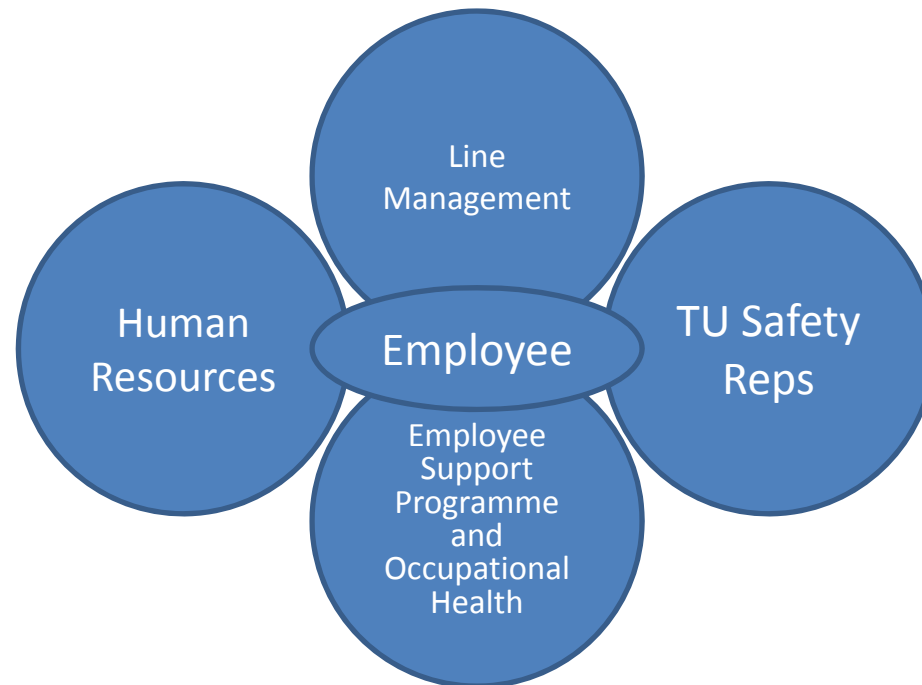 Line
Management
Human
Resources
Employee
TU Safety
Reps
Employee
Support
Programme
and
Occupational
Health